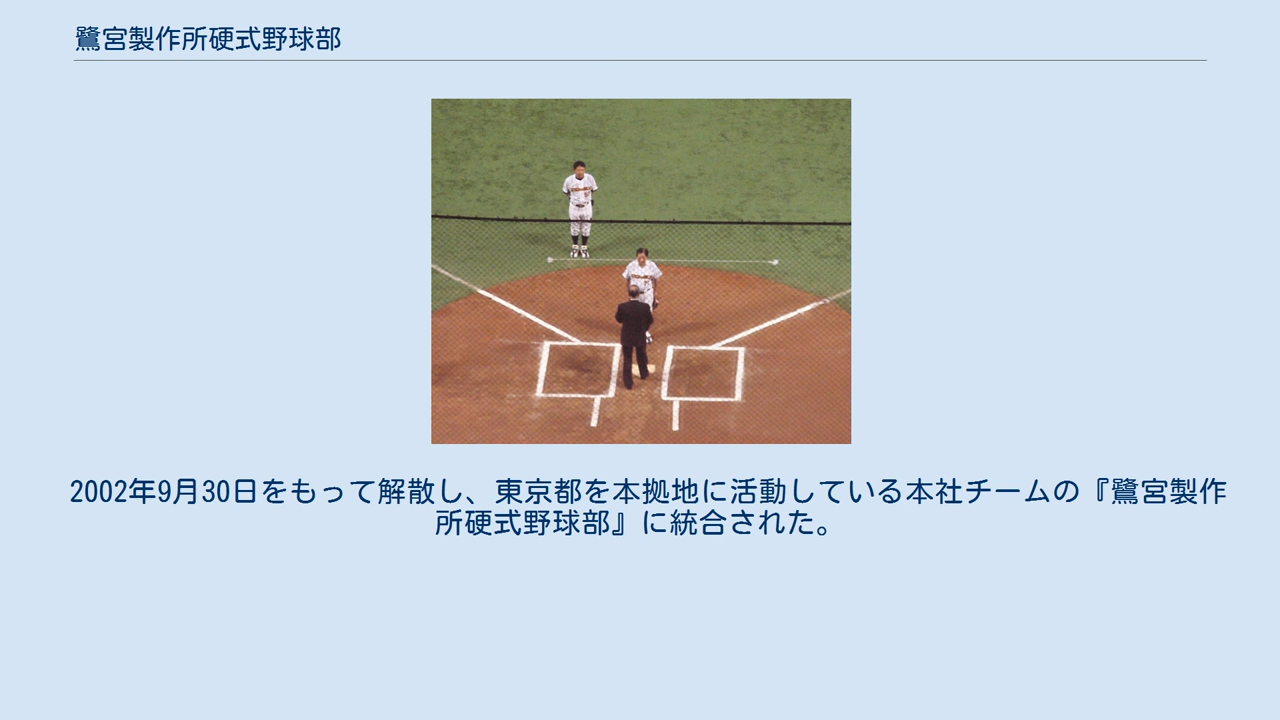 鷺宮製作所硬式野球部
2002年9月30日をもって解散し、東京都を本拠地に活動している本社チームの『鷺宮製作
所硬式野球部』に統合された。